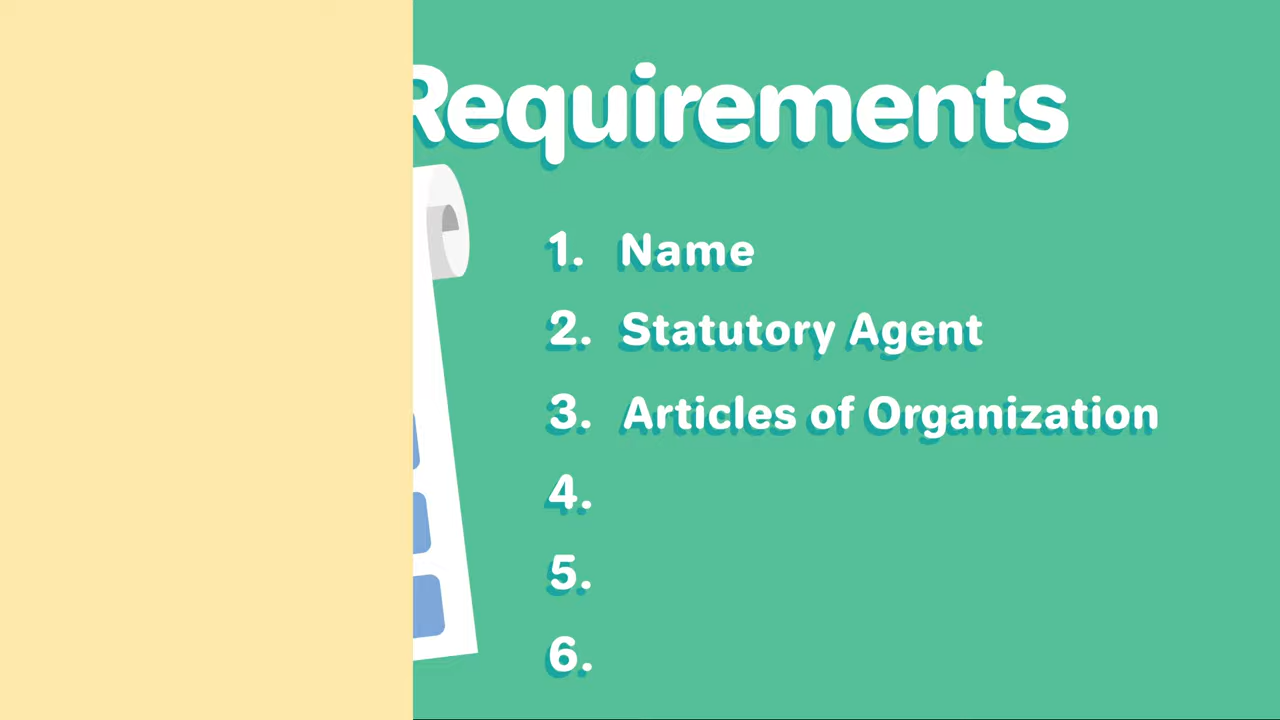 Requirements
1. Name
2. Statutory Agent
3. Articles of Organization
4.
5.
6.